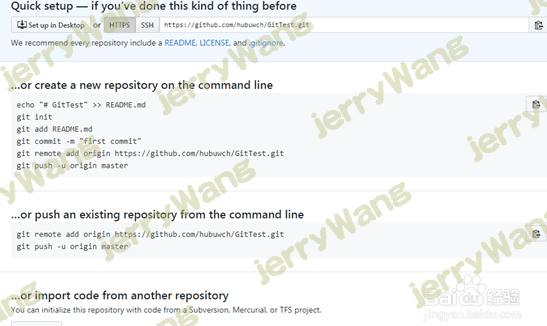 Quick setup — if you've done this kind of thing before
Set up in Desktop or HTTPS SSH https://github.com/hubuwch/GitTest.git
We recommend every repository include a README, LICENSE, and .gitignore.
...or create a new repository on the command line
echo "# GitTest" >> README.md
git init
git add README.md
git commit -m "first commit"
git remote add origin https://github.com/hubuwch/GitTest.git
git push -u origin master
...or push an existing repository from the command line
git remote add origin https://github.com/hubuwch/GitTest.git
git push -u origin master
...or import code from another repository
You can initialize this repository with code from a Subversion, Mercurial, or TFS project.
jerryWang
jerryWang
jerryWang
jerryWang
jerryWang
jerryWang
jerryWang
Baidu 经验
jingyan.baidu.com